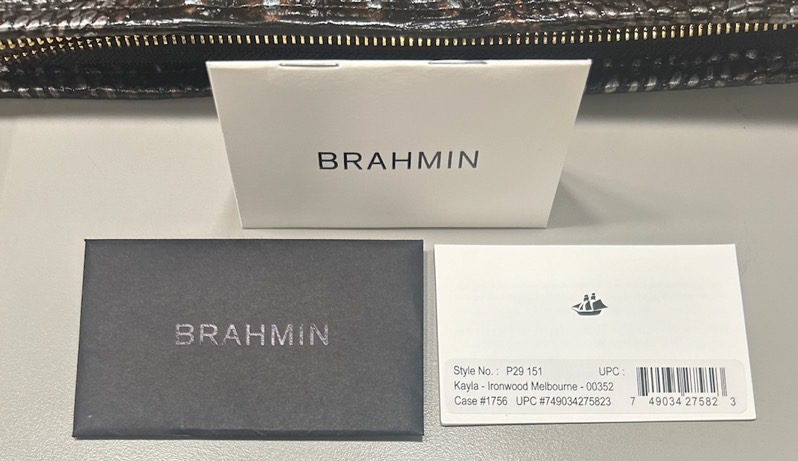 BRAHMIN
BRAHMIN
Style No. : P29 151 UPC :
Kayla - Ironwood Melbourne - 00352
Case #1756 UPC #749034275823
7 49034 27582 3